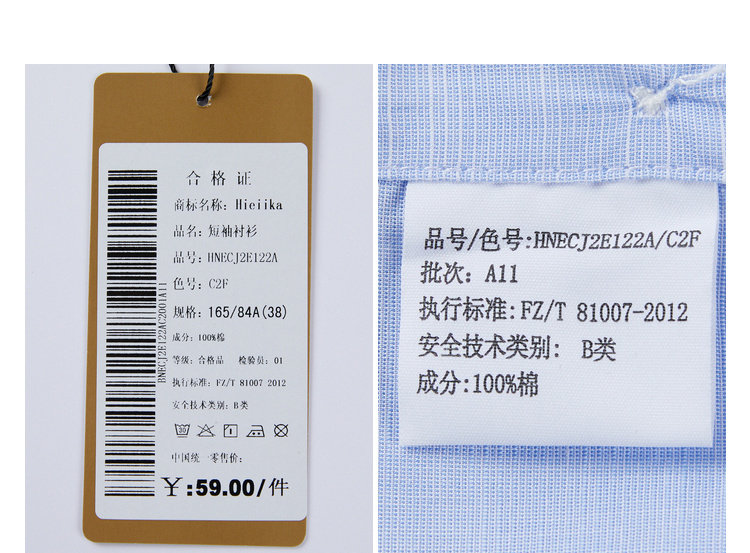 合格证
商标名称：Hieiika
品名：短袖衬衫
品号：HNECJ2E122A
色号：C2F
规格：165/84A(38)
成分：100%棉
等级：合格品 检验员：01
执行标准：FZ/T 81007 2012
安全技术类别：B类
中国统一零售价：
￥:59.00/件
BNECJ2E122AC2001A11
品号/色号:HNECJ2E122A/C2F
批次：A11
执行标准:FZ/T 81007-2012
安全技术类别：B类
成分:100%棉